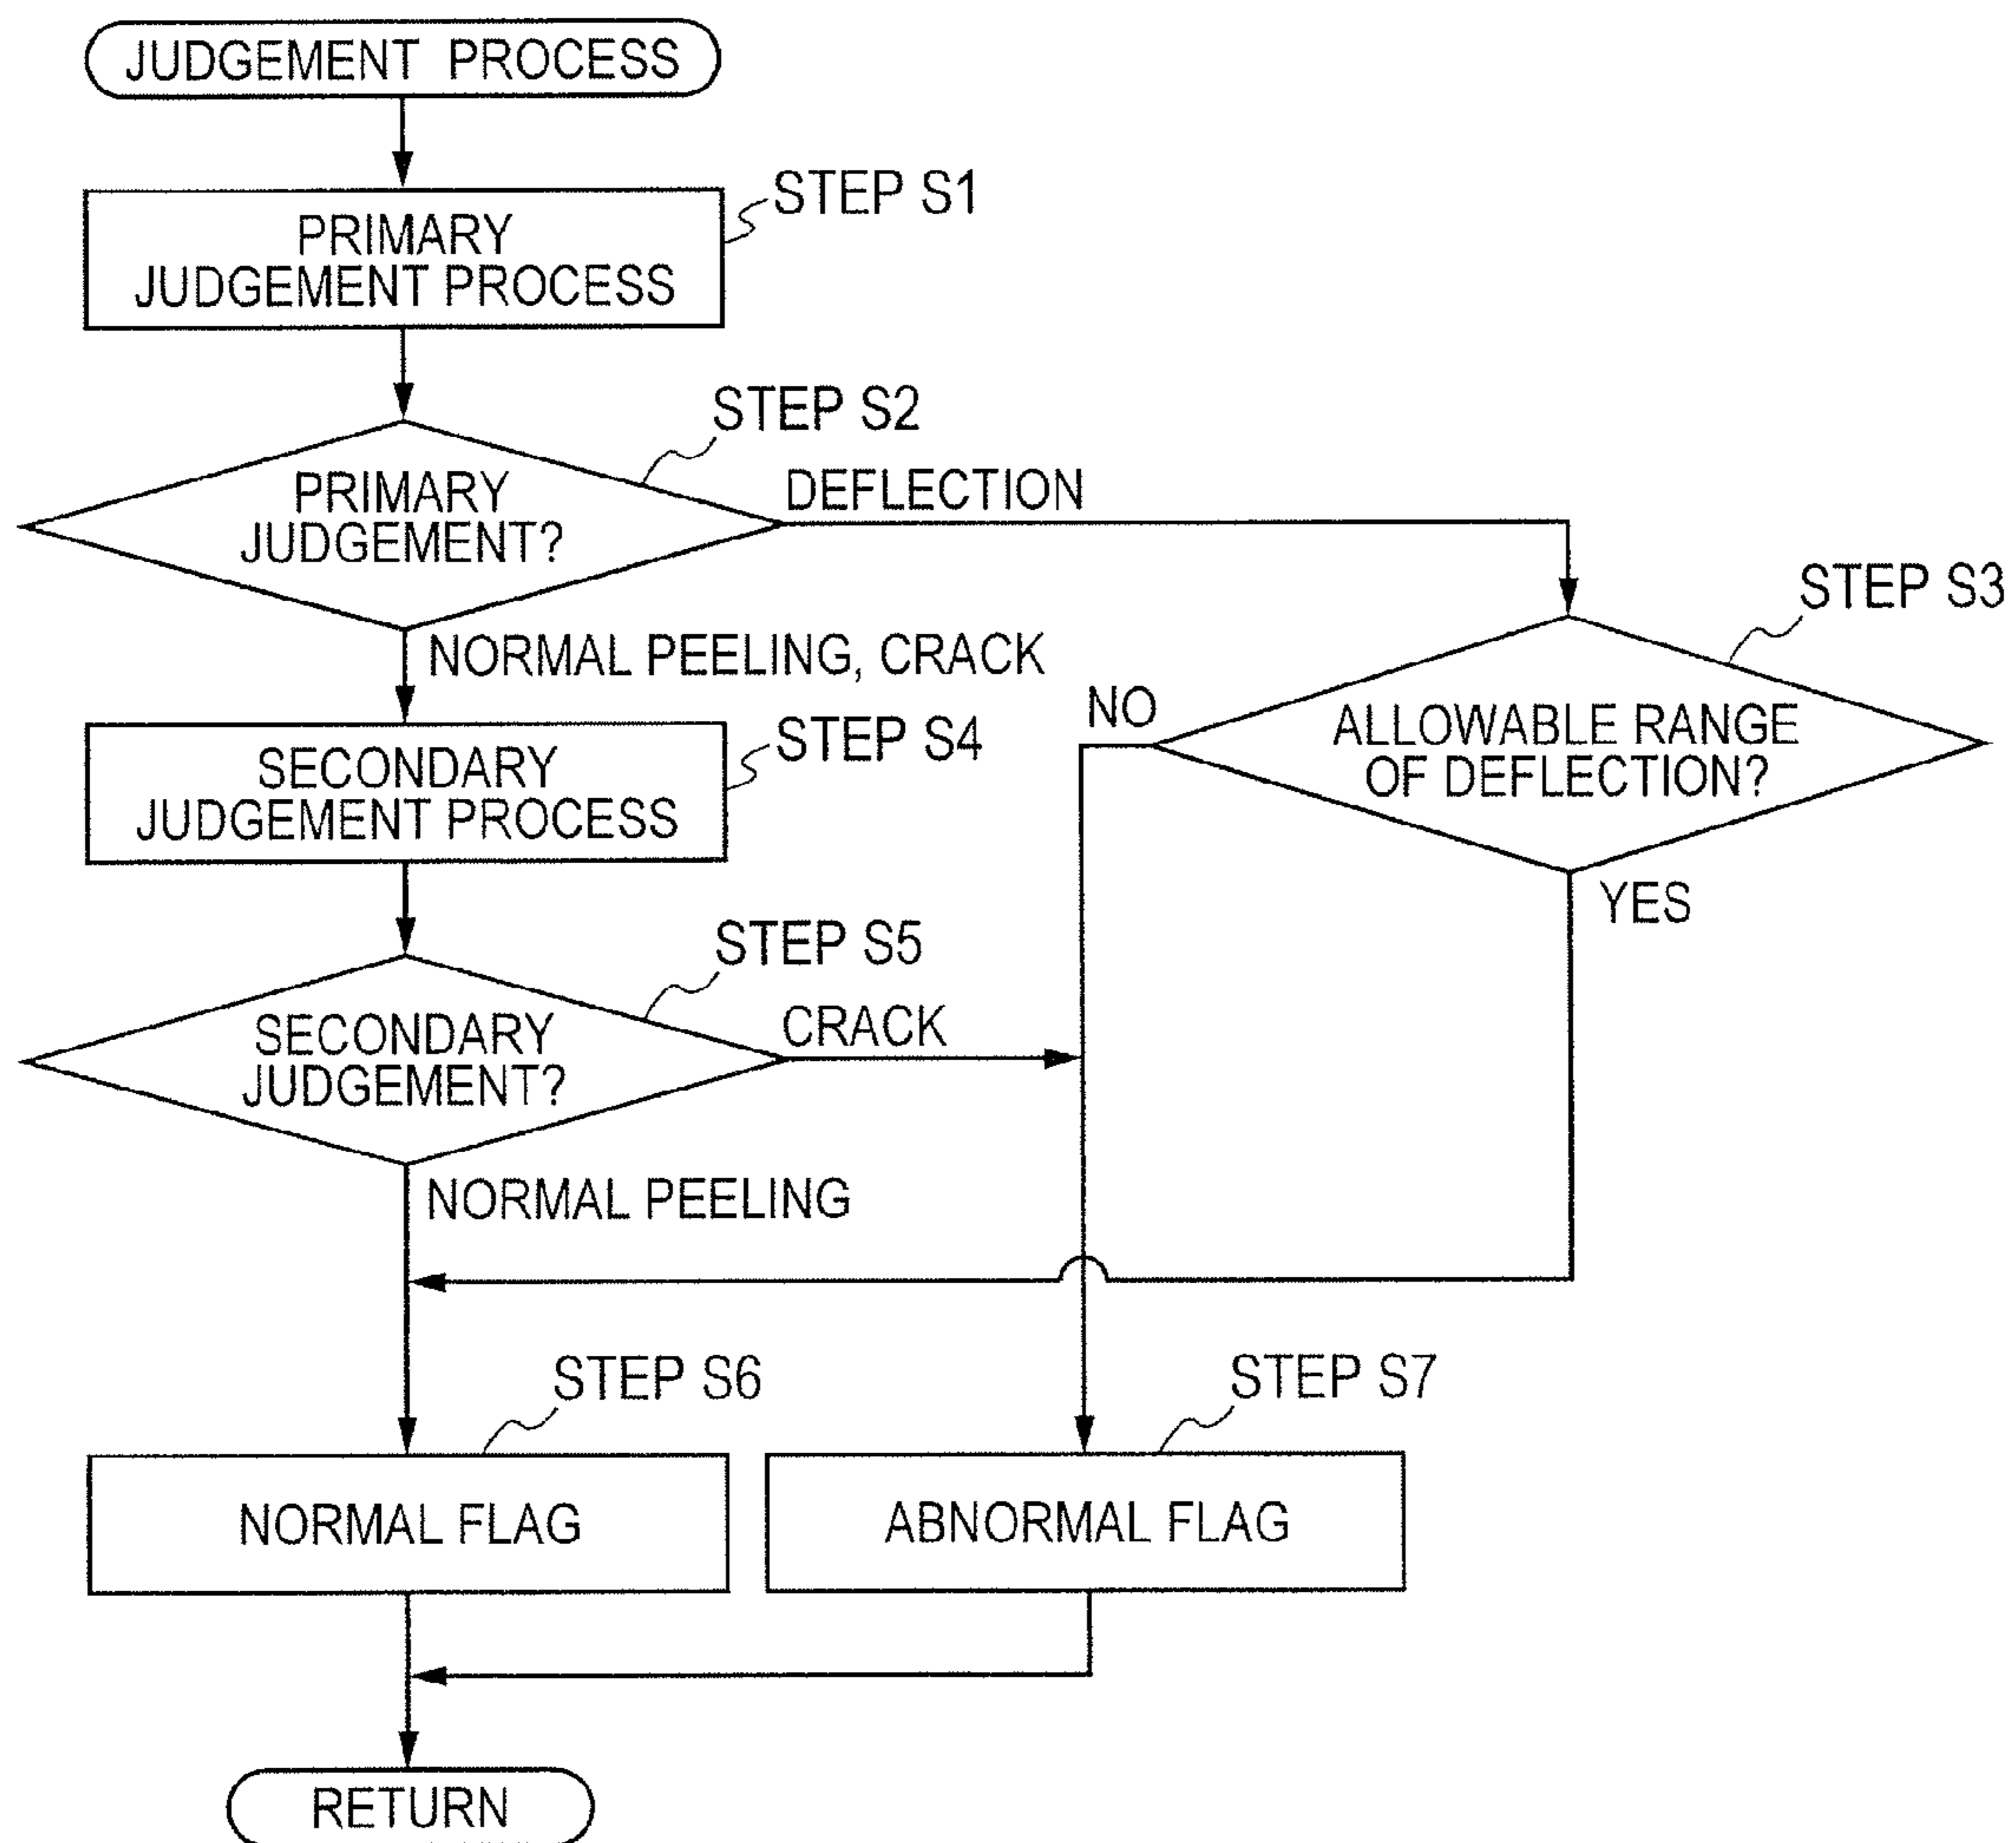 JUDGEMENT PROCESS
STEP S1
PRIMARY
JUDGEMENT PROCESS
STEP S2
PRIMARY
JUDGEMENT?
DEFLECTION
STEP S3
NORMAL PEELING, CRACK
NO
ALLOWABLE RANGE
OF DEFLECTION?
YES
STEP S4
SECONDARY
JUDGEMENT PROCESS
STEP S5
SECONDARY
JUDGEMENT?
CRACK
NORMAL PEELING
STEP S6
NORMAL FLAG
STEP S7
ABNORMAL FLAG
RETURN